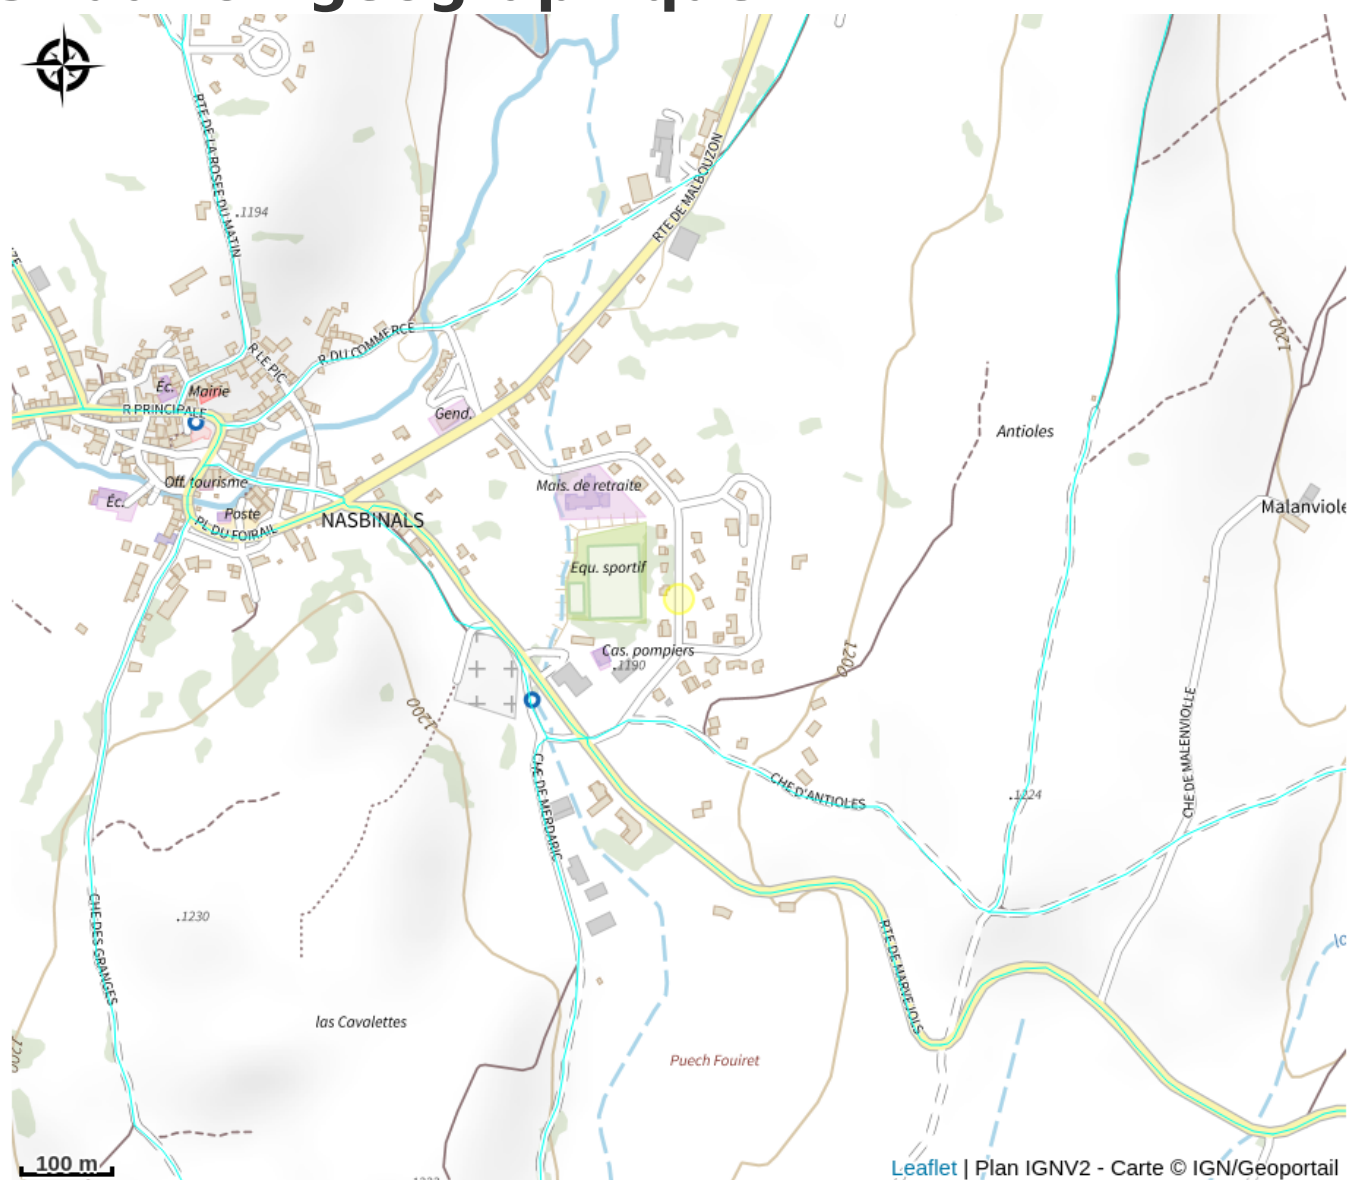 RTE DE LA ROSEE DU MATIN
.1194
RTE DE MALBOUZON
1200
R LE PIC
R DU COMMERCE
Éc.
Mairie
R PRINCIPALE
Gend.
Antioles
Off. tourisme
Mais. de retraite
Éc.
Poste
PL DU FOIRAIL
NASBINALS
Malanviole
Equ. sportif
Cas. pompiers
.1190
1200
1200
CHE DE MALENVIOLLE
CHE DE MERDARIC
CHE D'ANTIOLES
.1224
CHE DES GRANGES
.1230
RTE DE MARVEJOLS
las Cavalettes
1200
Puech Fouiret
100 m
Leaflet | Plan IGNV2 - Carte © IGN/Geoportail